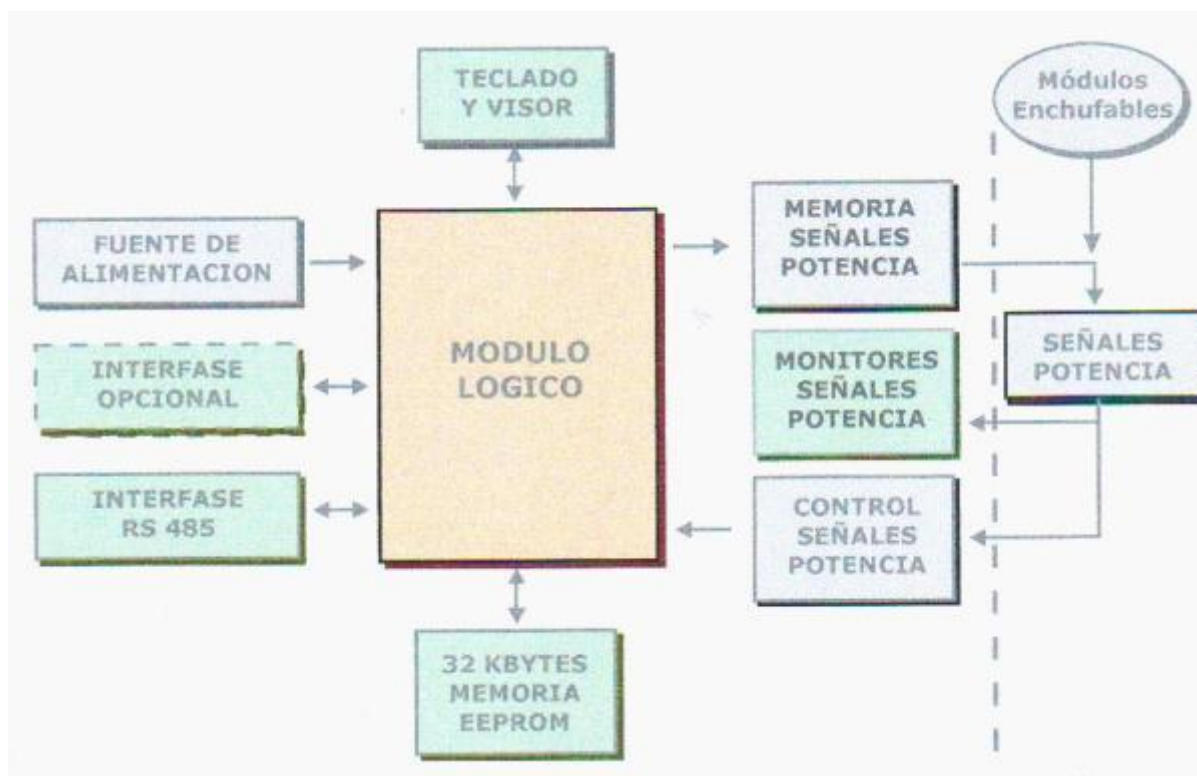 TECLADO
Y VISOR
Módulos
Enchufables
FUENTE DE
ALIMENTACION
MEMORIA
SEÑALES
POTENCIA
INTERFASE
OPCIONAL
MODULO
LOGICO
MONITORES
SEÑALES
POTENCIA
SEÑALES
POTENCIA
INTERFASE
RS 485
CONTROL
SEÑALES
POTENCIA
32 KBYTES
MEMORIA
EEPROM